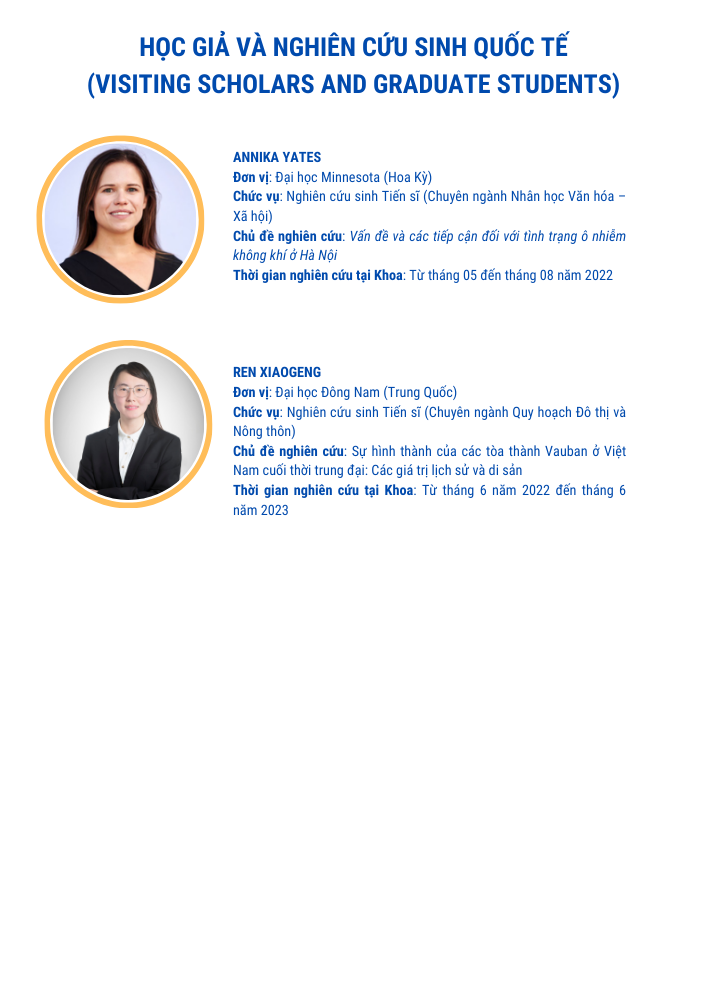 HỌC GIẢ VÀ NGHIÊN CỨU SINH QUỐC TẾ
(VISITING SCHOLARS AND GRADUATE STUDENTS)
ANNIKA YATES
Đơn vị: Đại học Minnesota (Hoa Kỳ)
Chức vụ: Nghiên cứu sinh Tiến sĩ (Chuyên ngành Nhân học Văn hóa –
Xã hội)
Chủ đề nghiên cứu: Vấn đề và các tiếp cận đối với tình trạng ô nhiễm
không khí ở Hà Nội
Thời gian nghiên cứu tại Khoa: Từ tháng 05 đến tháng 08 năm 2022
REN XIAOGENG
Đơn vị: Đại học Đông Nam (Trung Quốc)
Chức vụ: Nghiên cứu sinh Tiến sĩ (Chuyên ngành Quy hoạch Đô thị và
Nông thôn)
Chủ đề nghiên cứu: Sự hình thành của các tòa thành Vauban ở Việt
Nam cuối thời trung đại: Các giá trị lịch sử và di sản
Thời gian nghiên cứu tại Khoa: Từ tháng 6 năm 2022 đến tháng 6
năm 2023